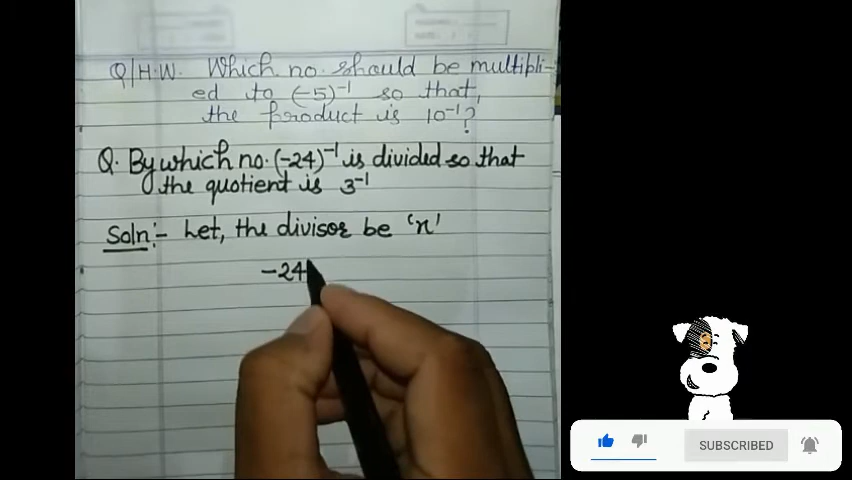 Q/H.W. Which no. should be multipli-
ed to (-5)⁻¹ so that,
the product is 10⁻¹?
Q. By which no. (-24)⁻¹ is divided so that
the quotient is 3⁻¹
Soln:- Let, the divisor be 'x'
-24
SUBSCRIBED